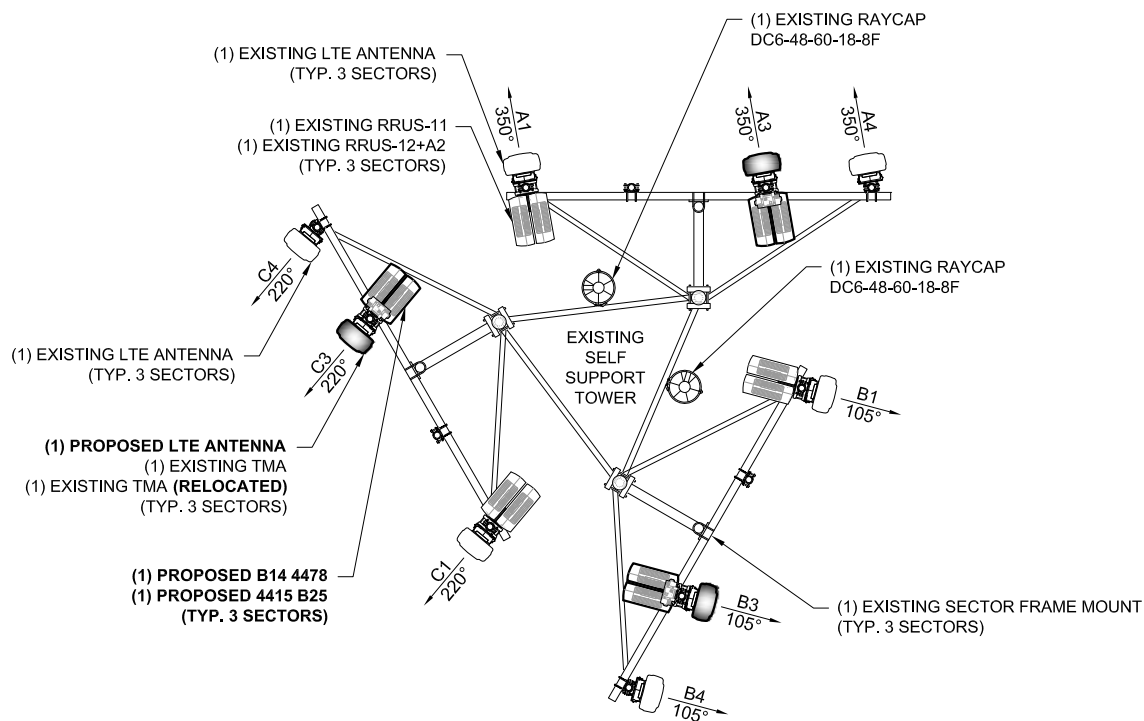 (1) EXISTING RAYCAP
DC6-48-60-18-8F
(1) EXISTING LTE ANTENNA
(TYP. 3 SECTORS)
A1
350°
A3
350°
A4
350°
(1) EXISTING RRUS-11
(1) EXISTING RRUS-12+A2
(TYP. 3 SECTORS)
C4
220°
(1) EXISTING RAYCAP
DC6-48-60-18-8F
(1) EXISTING LTE ANTENNA
(TYP. 3 SECTORS)
C3
220°
EXISTING
SELF
SUPPORT
TOWER
B1
105°
(1) PROPOSED LTE ANTENNA
(1) EXISTING TMA
(1) EXISTING TMA (RELOCATED)
(TYP. 3 SECTORS)
C1
220°
(1) PROPOSED B14 4478
(1) PROPOSED 4415 B25
(TYP. 3 SECTORS)
B3
105°
(1) EXISTING SECTOR FRAME MOUNT
(TYP. 3 SECTORS)
B4
105°